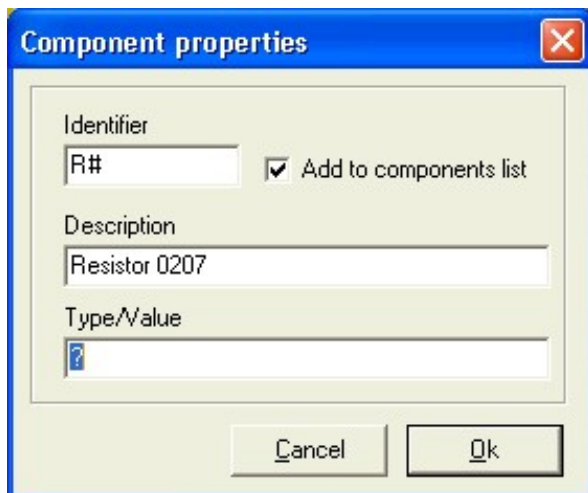 Component properties
Identifier
R#
Add to components list
Description
Resistor 0207
Type/Value
?
Cancel
Ok